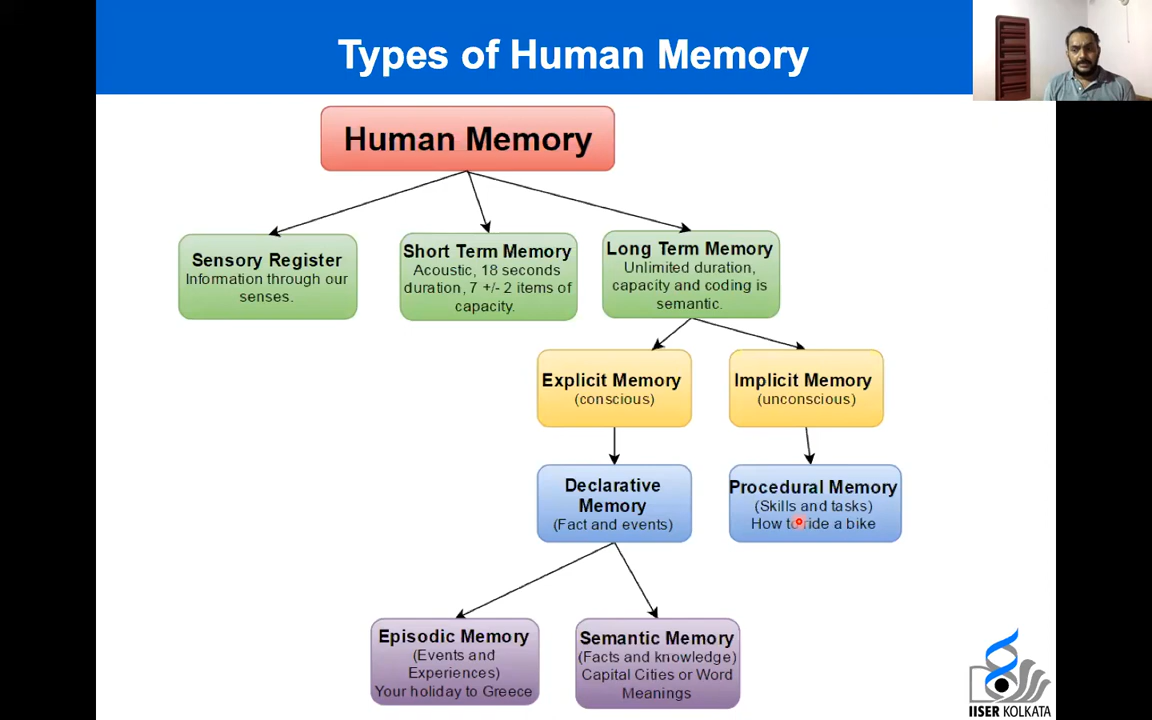 Types of Human Memory
Human Memory
Sensory Register
Information through our
senses.
Short Term Memory
Acoustic, 18 seconds
duration, 7 +/- 2 items of
capacity.
Long Term Memory
Unlimited duration,
capacity and coding is
semantic.
Explicit Memory
(conscious)
Implicit Memory
(unconscious)
Declarative
Memory
(Fact and events)
Procedural Memory
(Skills and tasks)
How to ride a bike
Episodic Memory
(Events and
Experiences)
Your holiday to Greece
Semantic Memory
(Facts and knowledge)
Capital Cities or Word
Meanings
IISER KOLKATA